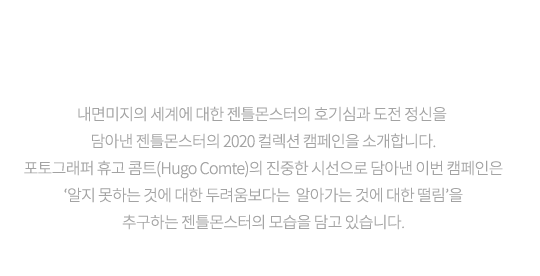 내면미지의 세계에 대한 젠틀몬스터의 호기심과 도전 정신을
담아낸 젠틀몬스터의 2020 컬렉션 캠페인을 소개합니다.
포토그래퍼 휴고 콤트(Hugo Comte)의 진중한 시선으로 담아낸 이번 캠페인은
‘알지 못하는 것에 대한 두려움보다는 알아가는 것에 대한 떨림’을
추구하는 젠틀몬스터의 모습을 담고 있습니다.